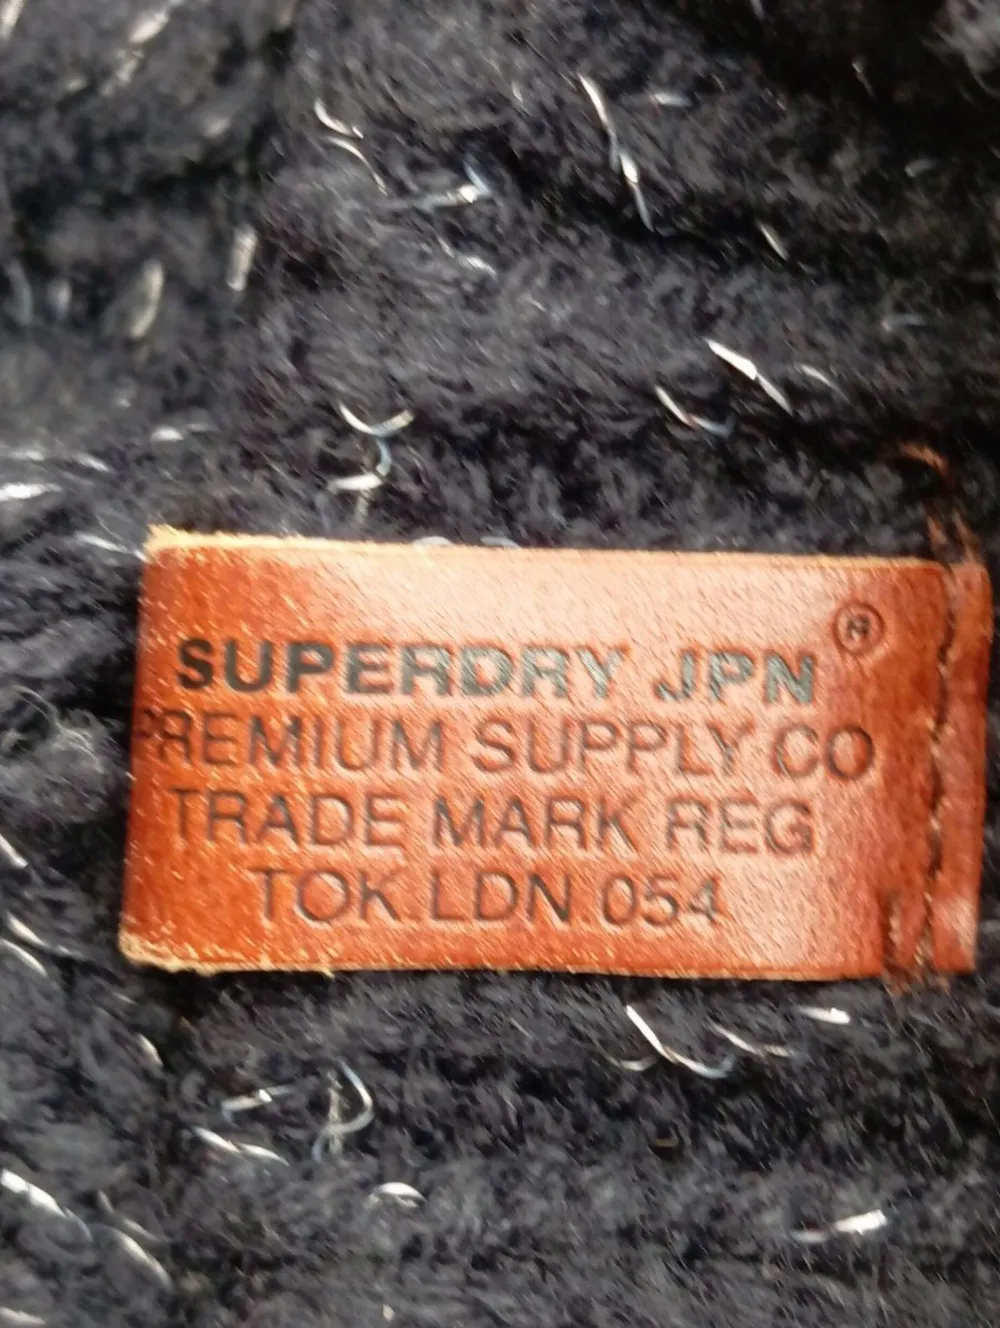 SUPERDRY JPN ®
PREMIUM SUPPLY CO
TRADE MARK REG
TOK.LDN.054